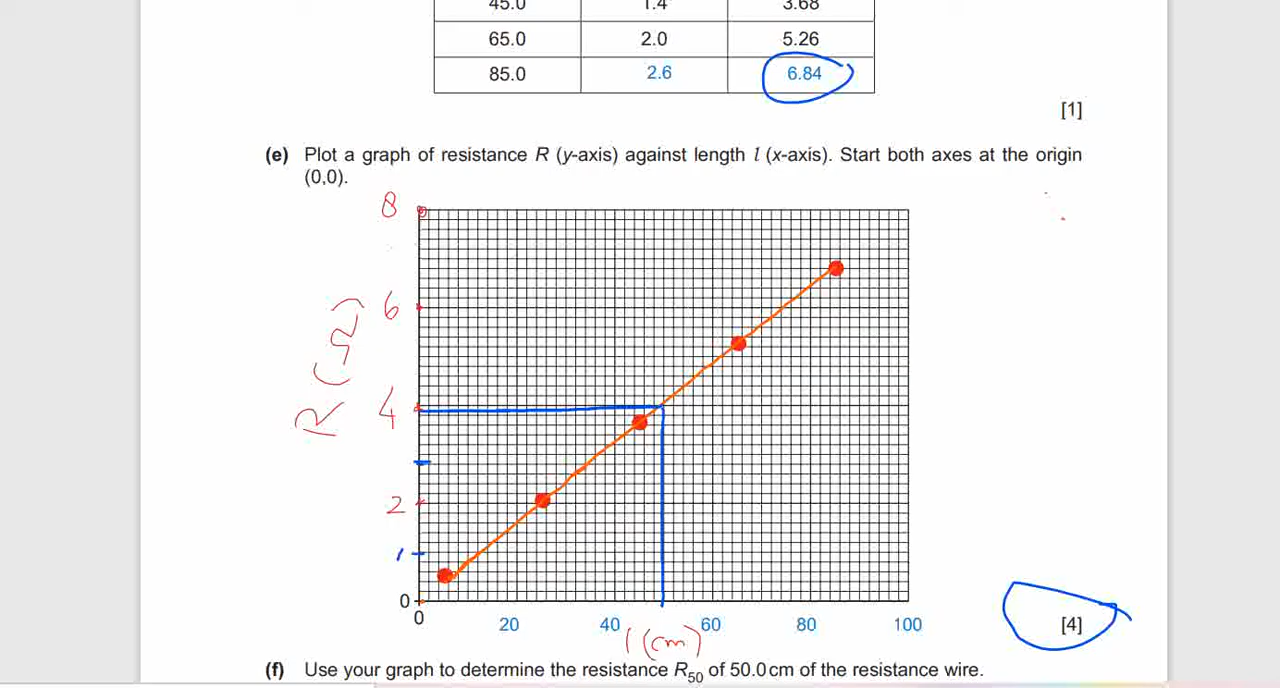 45.0 1.4 3.68
65.0 2.0 5.26
85.0 2.6 6.84
[1]
(e) Plot a graph of resistance R (y-axis) against length l (x-axis). Start both axes at the origin
(0,0).
8
6
R (Ω)
4
2
1
0
0 20 40 60 80 100
l (cm)
[4]
(f) Use your graph to determine the resistance R50 of 50.0 cm of the resistance wire.